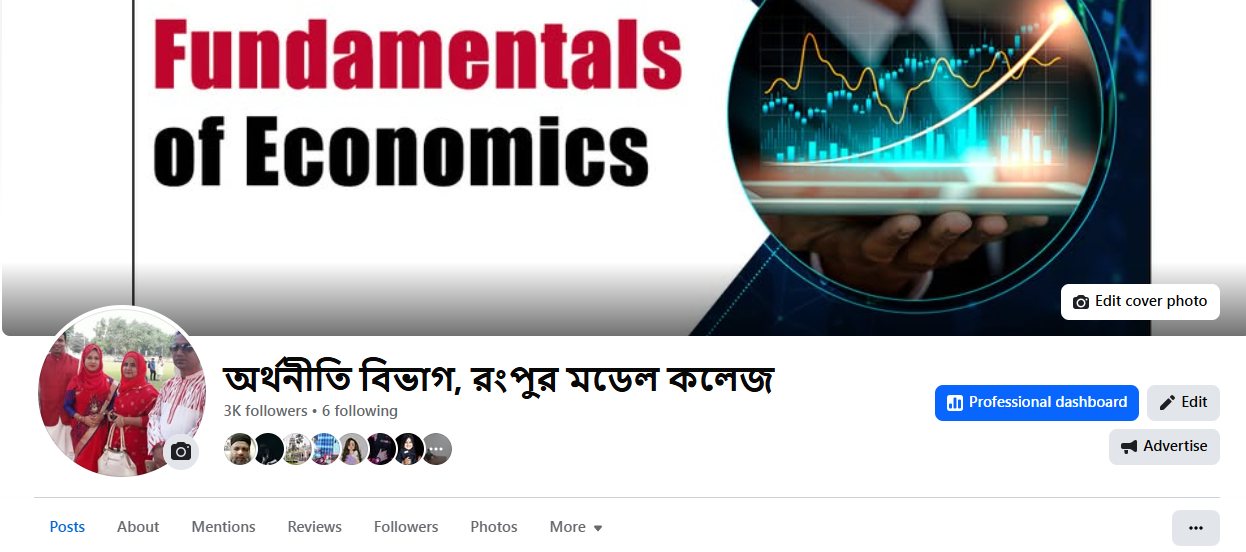 Fundamentals
of Economics
Edit cover photo
অর্থনীতি বিভাগ, রংপুর মডেল কলেজ
3K followers • 6 following
Professional dashboard
Edit
Advertise
Posts About Mentions Reviews Followers Photos More